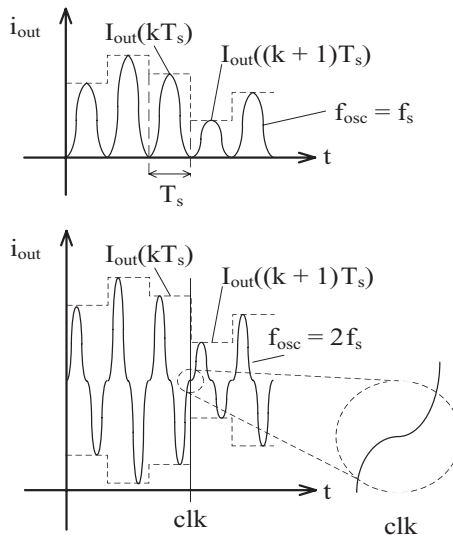 i_out
I_out(kT_s)
I_out((k + 1)T_s)
f_osc = f_s
t
T_s
i_out
I_out(kT_s)
I_out((k + 1)T_s)
f_osc = 2f_s
t
clk
clk